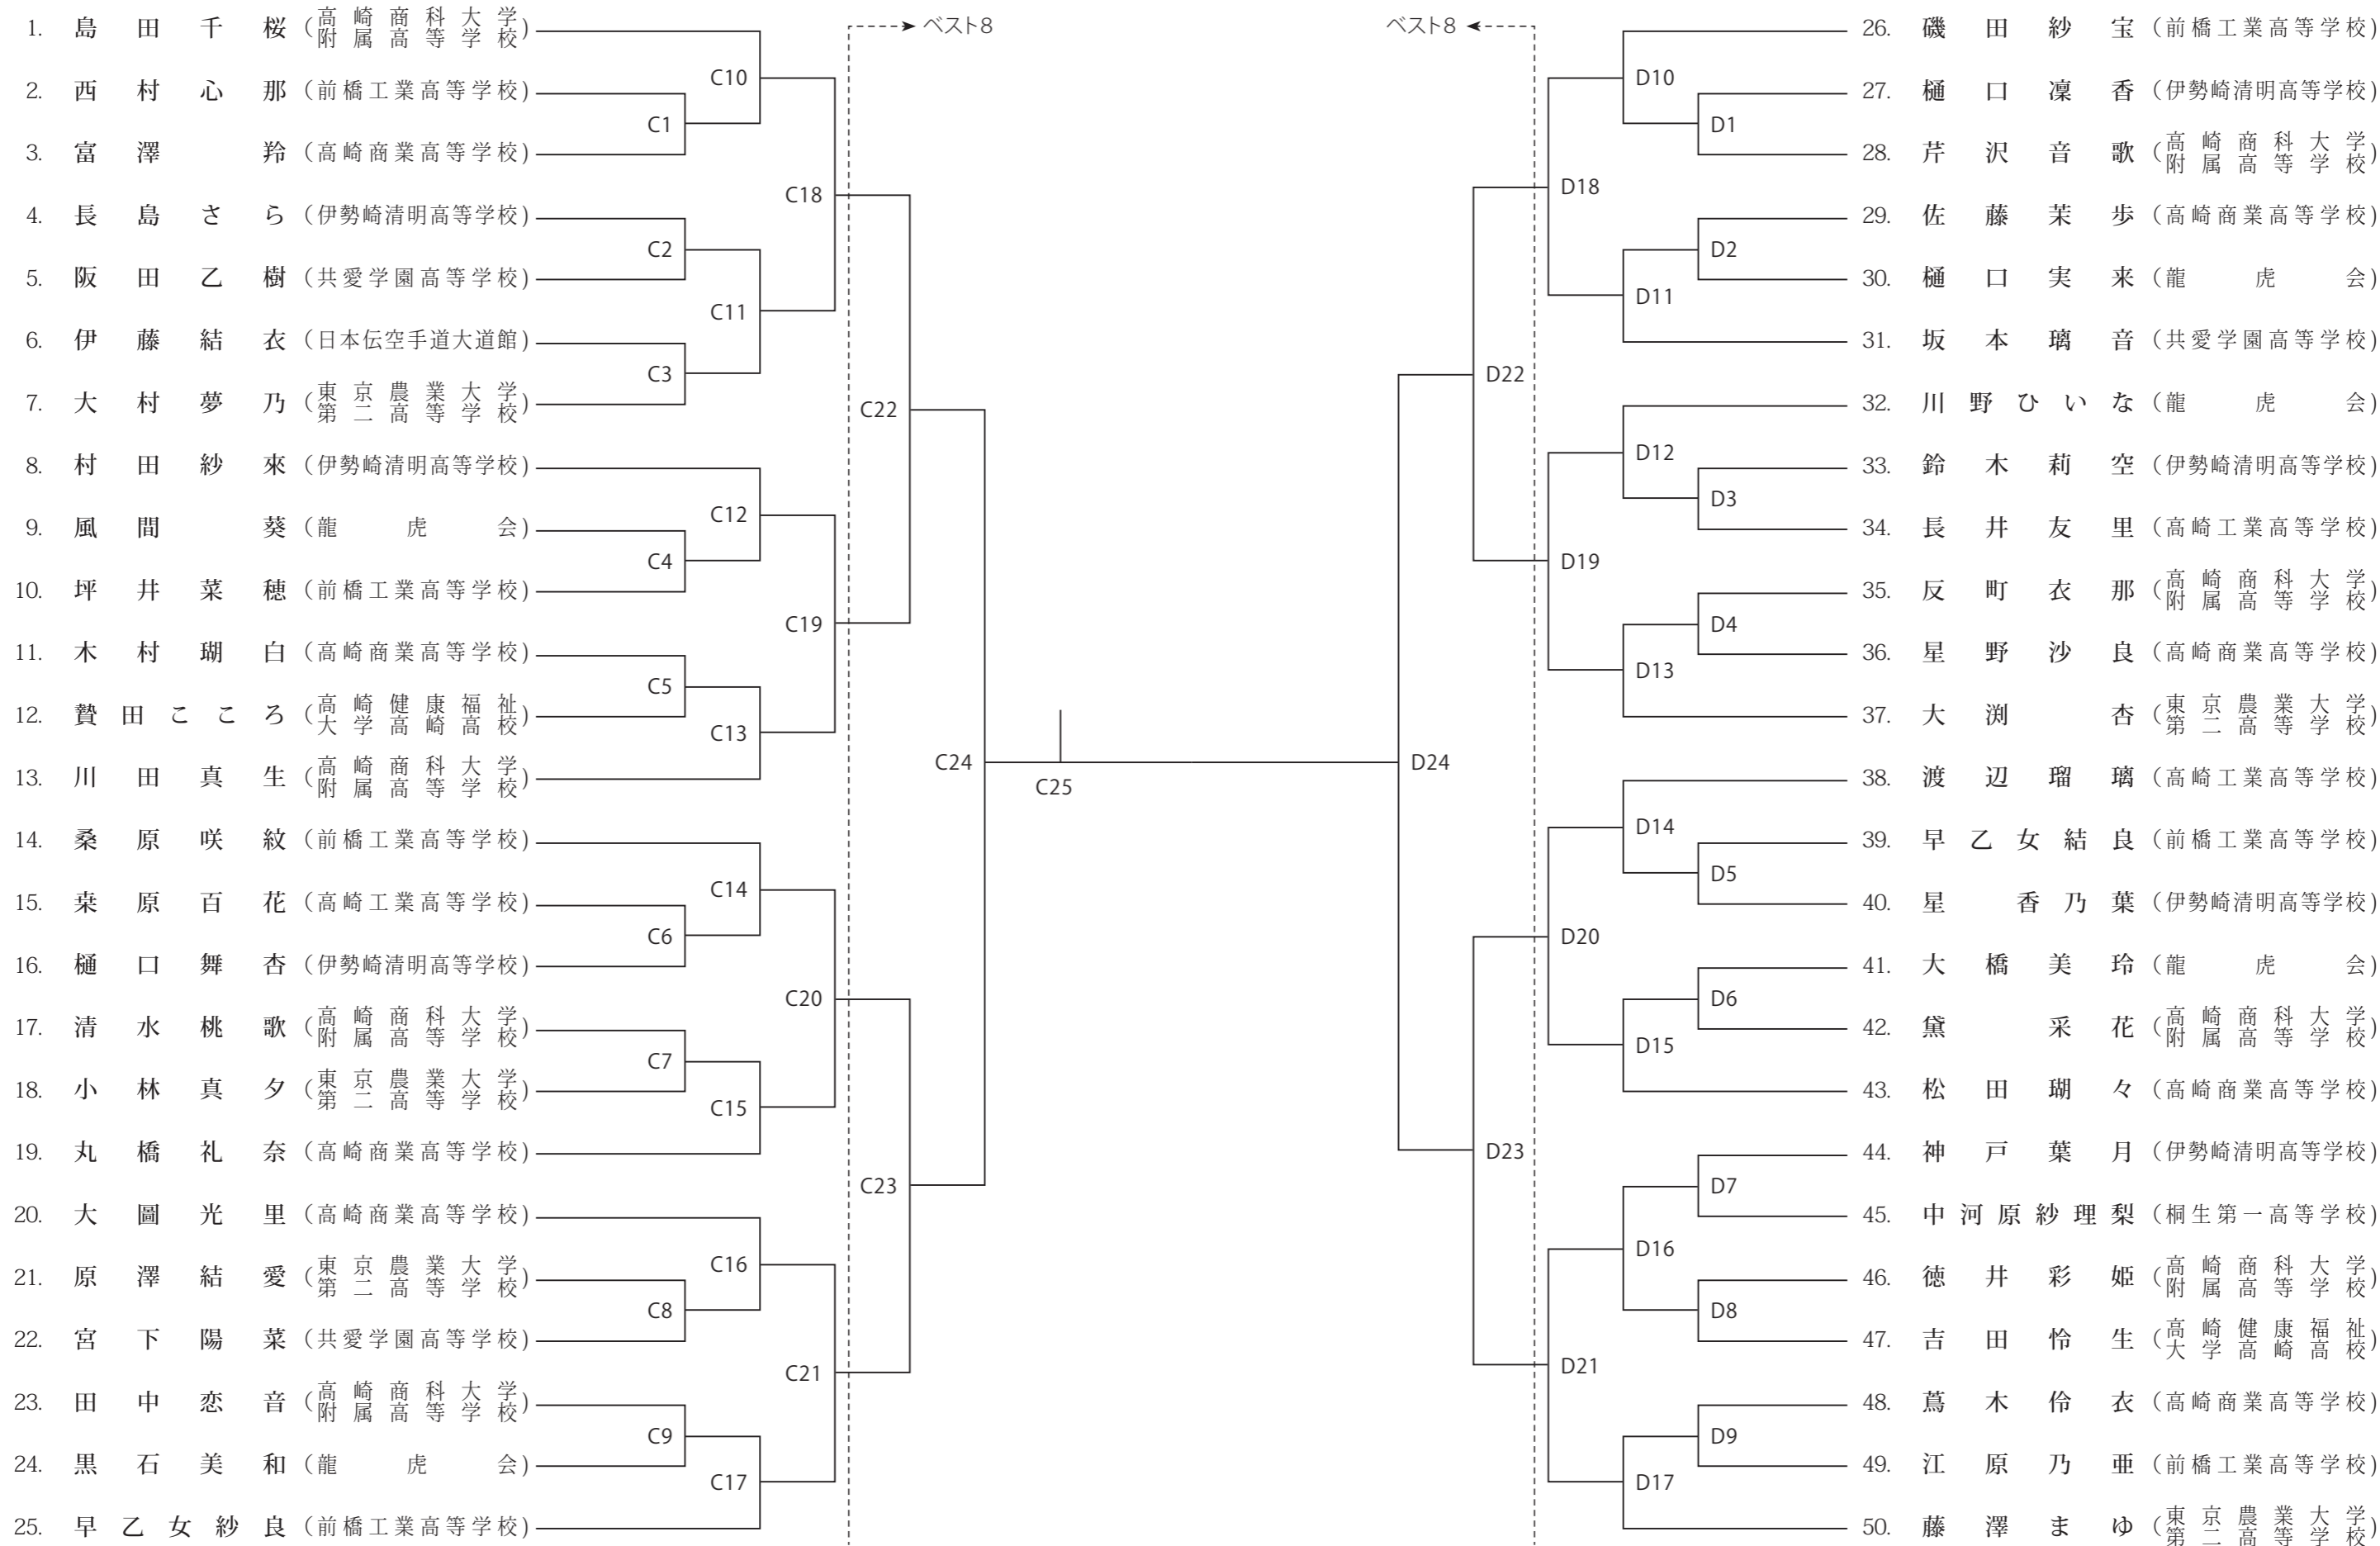 ベスト8
1. 島田千桜（高崎商科大学附属高等学校）
2. 西村心那（前橋工業高等学校）
3. 富澤羚（高崎商業高等学校）
4. 長島さら（伊勢崎清明高等学校）
5. 阪田乙樹（共愛学園高等学校）
6. 伊藤結衣（日本伝空手道大道館）
7. 大村夢乃（東京農業大学第二高等学校）
8. 村田紗來（伊勢崎清明高等学校）
9. 風間葵（龍虎会）
10. 坪井菜穂（前橋工業高等学校）
11. 木村瑚白（高崎商業高等学校）
12. 贄田こころ（高崎健康福祉大学高崎高校）
13. 川田真生（高崎商科大学附属高等学校）
14. 桑原咲紋（前橋工業高等学校）
15. 桒原百花（高崎工業高等学校）
16. 樋口舞杏（伊勢崎清明高等学校）
17. 清水桃歌（高崎商科大学附属高等学校）
18. 小林真夕（東京農業大学第二高等学校）
19. 丸橋礼奈（高崎商業高等学校）
20. 大圖光里（高崎商業高等学校）
21. 原澤結愛（東京農業大学第二高等学校）
22. 宮下陽菜（共愛学園高等学校）
23. 田中恋音（高崎商科大学附属高等学校）
24. 黒石美和（龍虎会）
25. 早乙女紗良（前橋工業高等学校）
C1
C2
C3
C4
C5
C6
C7
C8
C9
C10
C11
C12
C13
C14
C15
C16
C17
C18
C19
C20
C21
C22
C23
C24
C25
ベスト8
D24
D22
D23
D18
D19
D20
D21
D10
D11
D12
D13
D14
D15
D16
D17
D1
D2
D3
D4
D5
D6
D7
D8
D9
26. 磯田紗宝（前橋工業高等学校）
27. 樋口凜香（伊勢崎清明高等学校）
28. 芹沢音歌（高崎商科大学附属高等学校）
29. 佐藤茉歩（高崎商業高等学校）
30. 樋口実来（龍虎会）
31. 坂本璃音（共愛学園高等学校）
32. 川野ひいな（龍虎会）
33. 鈴木莉空（伊勢崎清明高等学校）
34. 長井友里（高崎工業高等学校）
35. 反町衣那（高崎商科大学附属高等学校）
36. 星野沙良（高崎商業高等学校）
37. 大渕杏（東京農業大学第二高等学校）
38. 渡辺瑠璃（高崎工業高等学校）
39. 早乙女結良（前橋工業高等学校）
40. 星香乃葉（伊勢崎清明高等学校）
41. 大橋美玲（龍虎会）
42. 黛采花（高崎商科大学附属高等学校）
43. 松田瑚々（高崎商業高等学校）
44. 神戸葉月（伊勢崎清明高等学校）
45. 中河原紗理梨（桐生第一高等学校）
46. 徳井彩姫（高崎商科大学附属高等学校）
47. 吉田怜生（高崎健康福祉大学高崎高校）
48. 蔦木伶衣（高崎商業高等学校）
49. 江原乃亜（前橋工業高等学校）
50. 藤澤まゆ（東京農業大学第二高等学校）